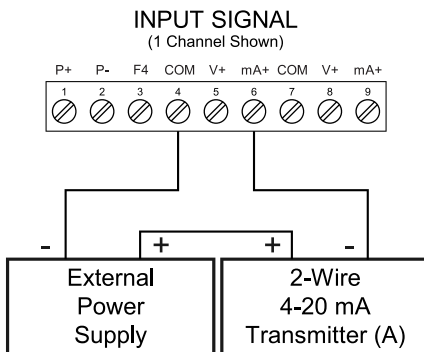 INPUT SIGNAL
(1 Channel Shown)
P+ P- F4 COM V+ mA+ COM V+ mA+
1 2 3 4 5 6 7 8 9
- + + -
External
Power
Supply
2-Wire
4-20 mA
Transmitter (A)